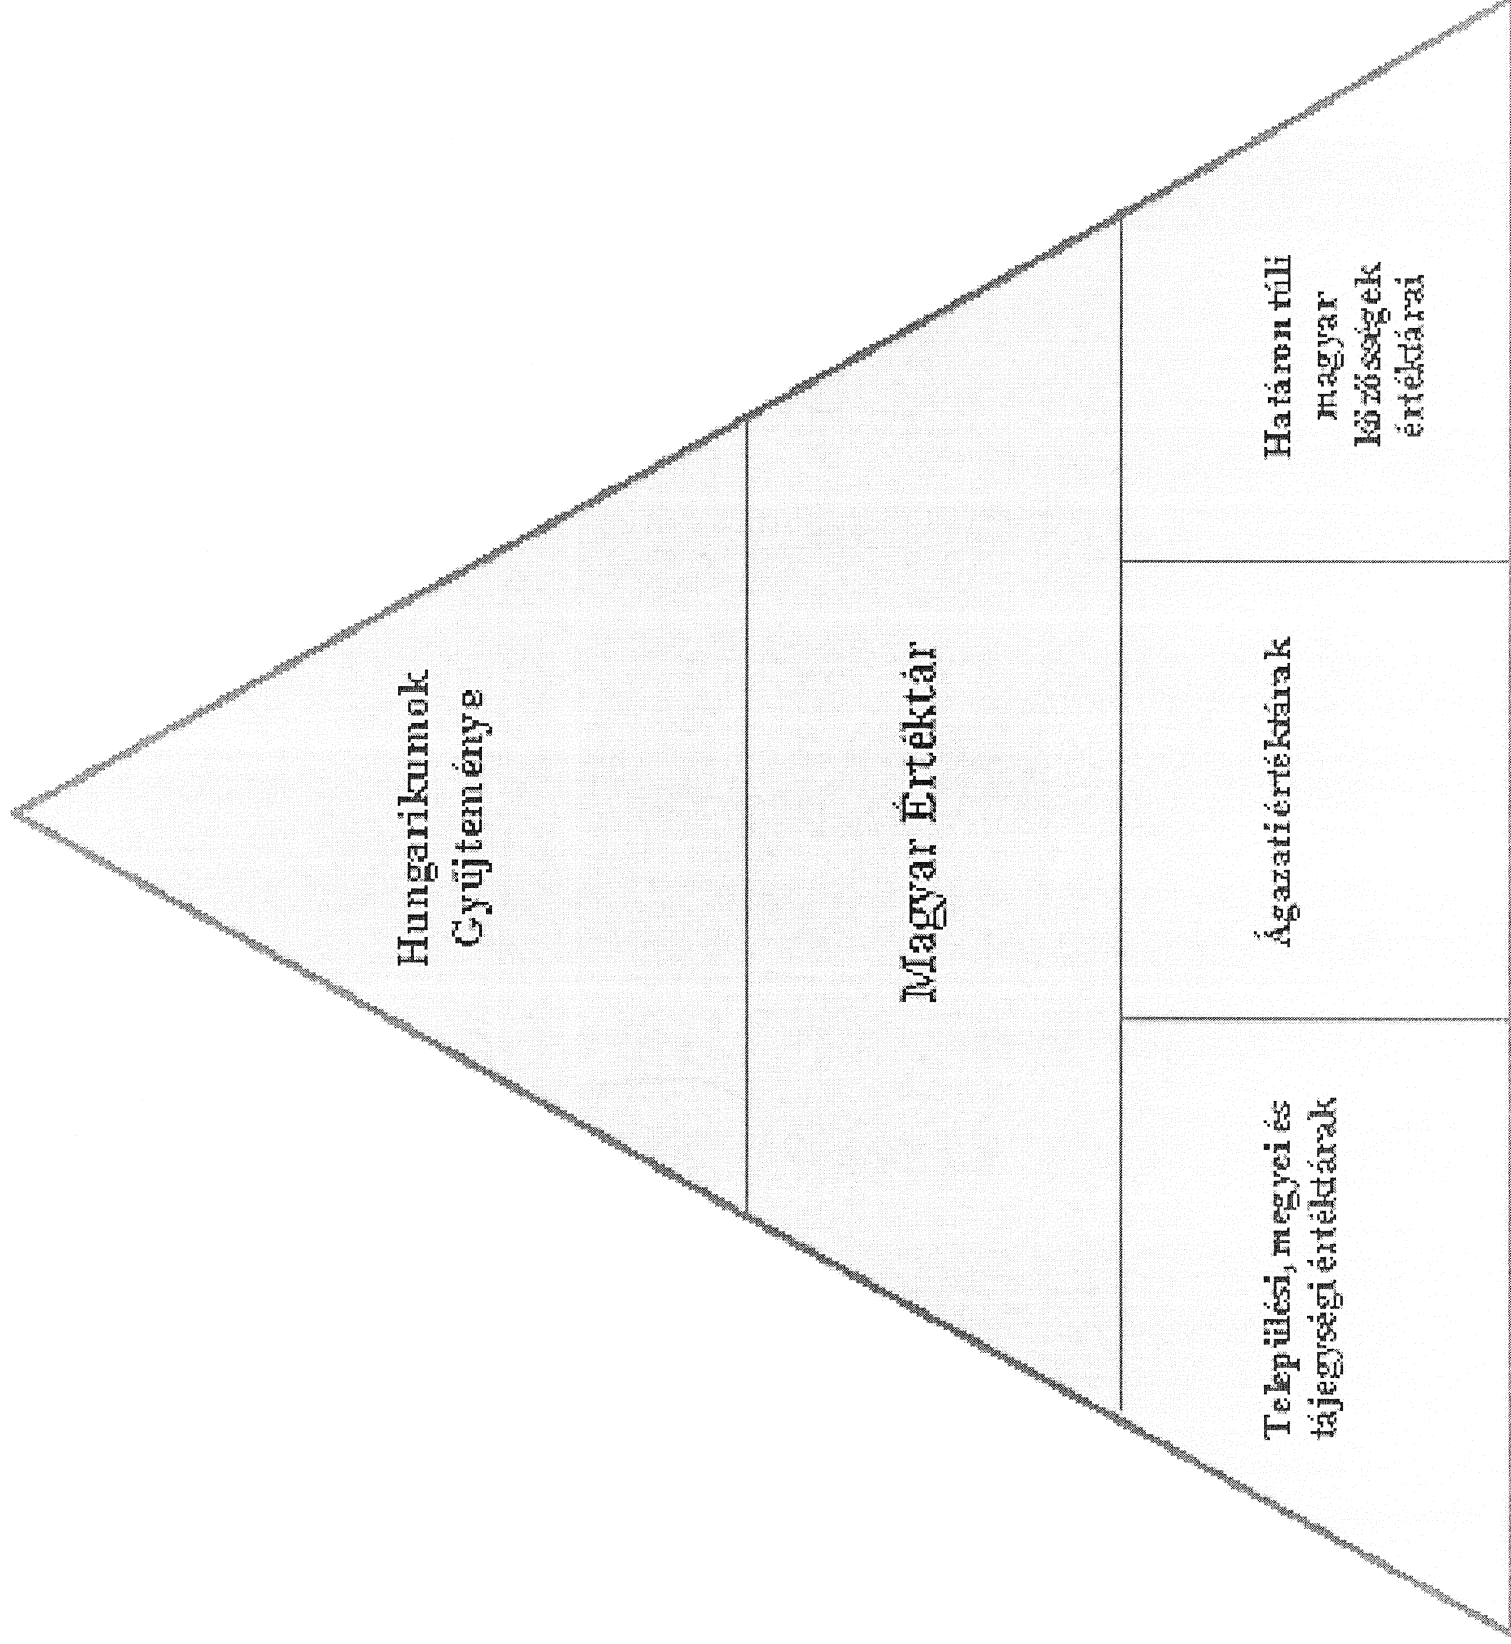 Hungarikumok
Gyűjteménye
Magyar Értéktár
Települési, megyei és
tájegységi értéktárak
Ágazati értéktárak
Határon túli
magyar
közösségek
értéktárai